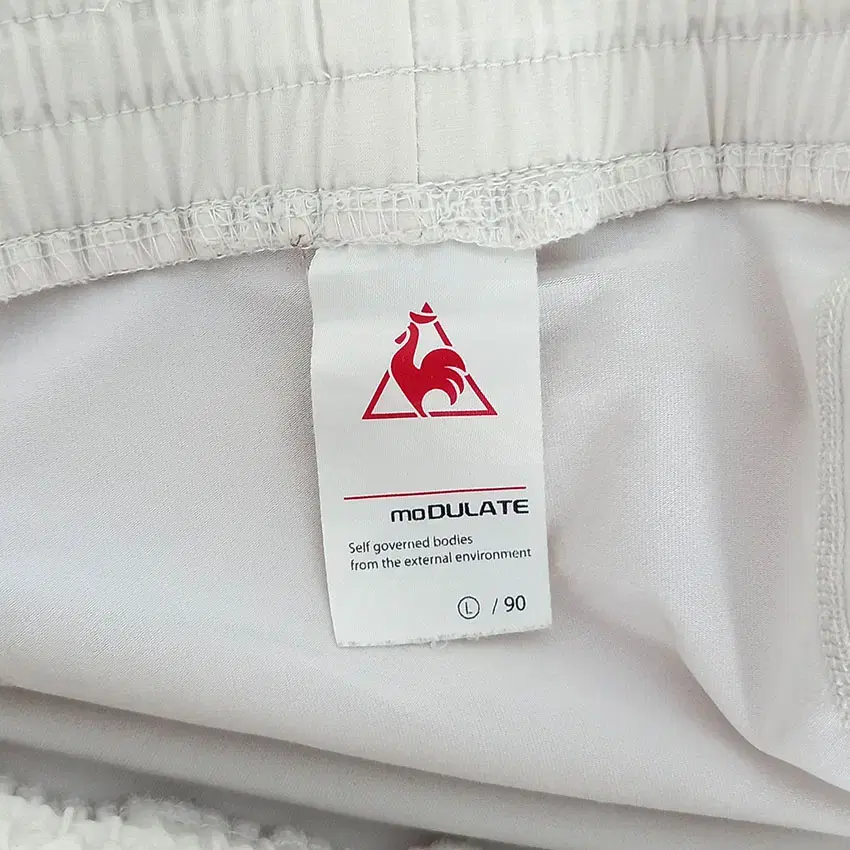 moDULATE
Self governed bodies
from the external environment
Ⓛ / 90